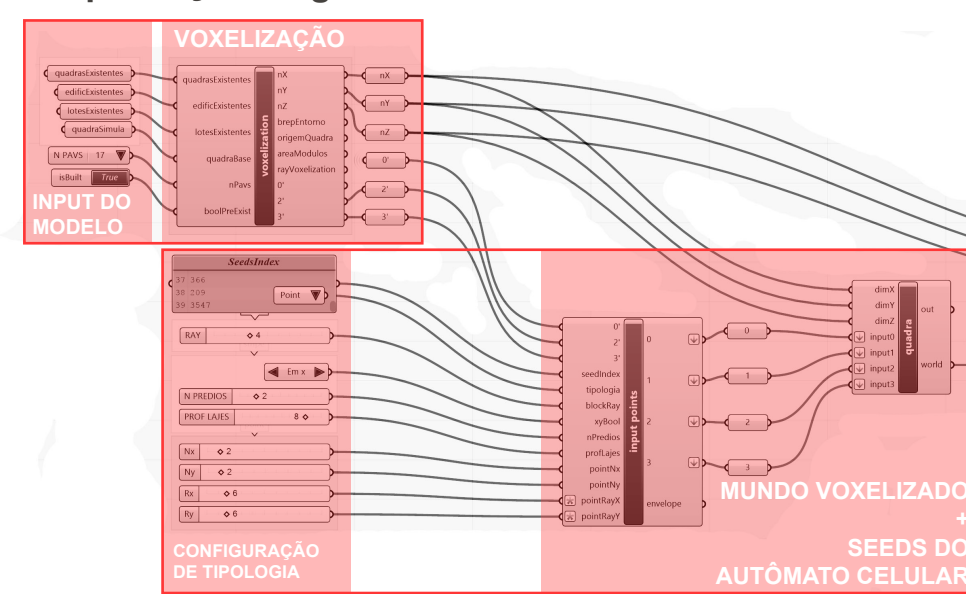 VOXELIZAÇÃO
quadrasExistentes
edificExistentes
lotesExistentes
quadraSimula
N PAVS 17
isBuilt True
INPUT DO
MODELO
quadrasExistentes
edificExistentes
lotesExistentes
quadraBase
nPavs
boolPreExist
voxelization
nX
nY
nZ
brepEntorno
origemQuadra
areaModulos
rayVoxelization
0'
2'
3'
nX
nY
nZ
0'
2'
3'
SeedsIndex
37 366
38 209
39 3547
Point
RAY 4
Em x
N PREDIOS 2
PROF LAJES 8
Nx 2
Ny 2
Rx 6
Ry 6
CONFIGURAÇÃO
DE TIPOLOGIA
0'
2'
3'
seedIndex
tipologia
blockRay
xyBool
nPredios
profLajes
pointNx
pointNy
pointRayX
pointRayY
input points
0
1
2
3
envelope
0
1
2
3
dimX
dimY
dimZ
input0
input1
input2
input3
quadra
out
world
MUNDO VOXELIZADO
+
SEEDS DO
AUTÔMATO CELULAR